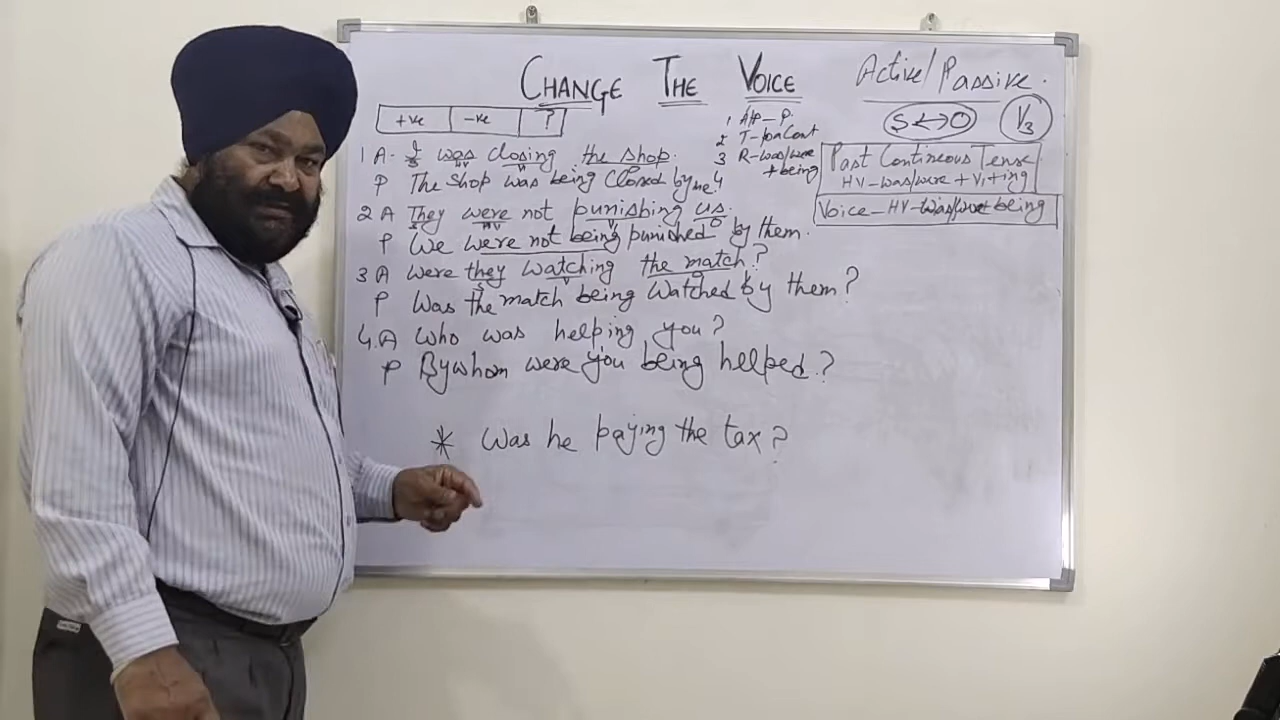 CHANGE THE VOICE
Active/Passive.
+ve -ve ?
S ↔ O
V3
1 A/P - P.
2 T - pa Cont
3 R - was/were + being
4
Past Continuous Tense
HV - was/were + V1 + ing
Voice - HV - was/were being
1 A. I was closing the shop.
P The Shop was being closed by me
2 A They were not punishing us.
P We were not being punished by them.
3 A Were they watching the match?
P Was the match being watched by them?
4. A Who was helping you?
P By whom were you being helped?
* Was he paying the tax?